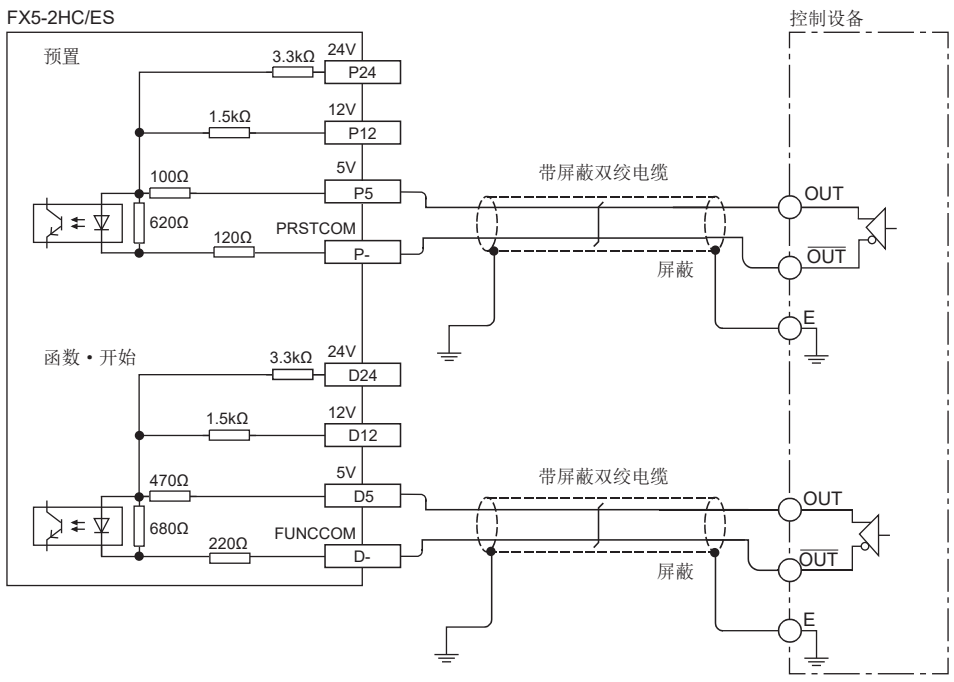 FX5-2HC/ES
控制设备
预置
3.3kΩ
24V
P24
1.5kΩ
12V
P12
100Ω
5V
P5
620Ω
PRSTCOM
120Ω
P-
带屏蔽双绞电缆
屏蔽
OUT
OUT
E
函数・开始
3.3kΩ
24V
D24
1.5kΩ
12V
D12
470Ω
5V
D5
680Ω
FUNCCOM
220Ω
D-
带屏蔽双绞电缆
屏蔽
OUT
OUT
E